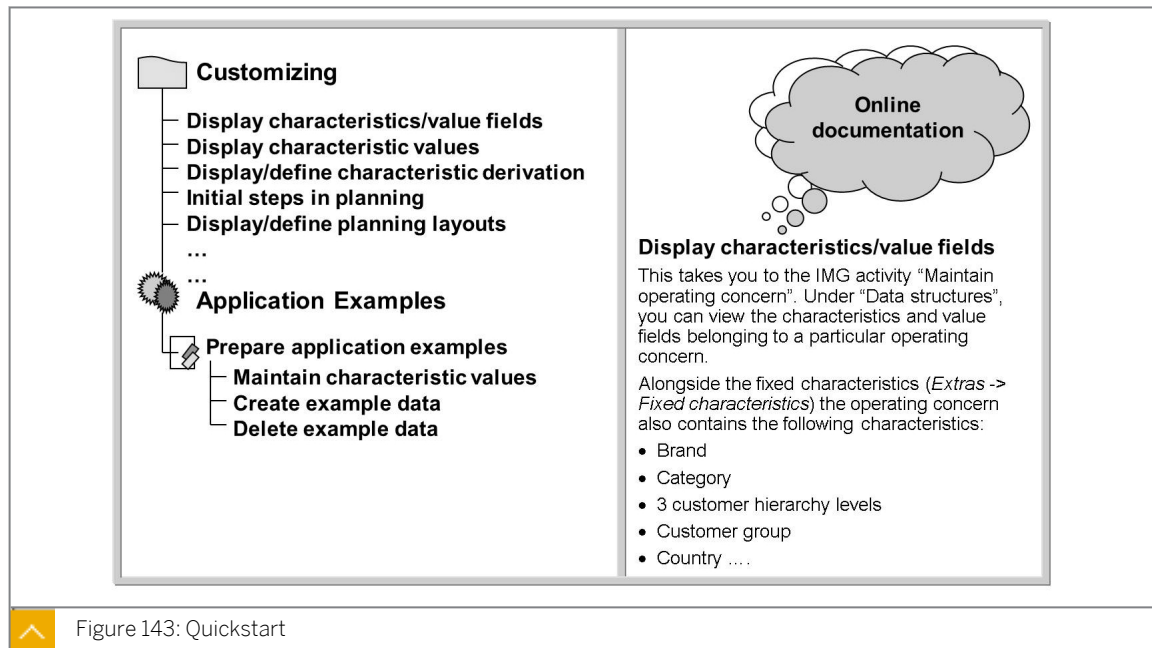 Customizing
Display characteristics/value fields
Display characteristic values
Display/define characteristic derivation
Initial steps in planning
Display/define planning layouts
...
...
Application Examples
Prepare application examples
Maintain characteristic values
Create example data
Delete example data
Online
documentation
Display characteristics/value fields
This takes you to the IMG activity “Maintain
operating concern”. Under “Data structures”,
you can view the characteristics and value
fields belonging to a particular operating
concern.
Alongside the fixed characteristics (Extras ->
Fixed characteristics) the operating concern
also contains the following characteristics:
• Brand
• Category
• 3 customer hierarchy levels
• Customer group
• Country ....
Figure 143: Quickstart